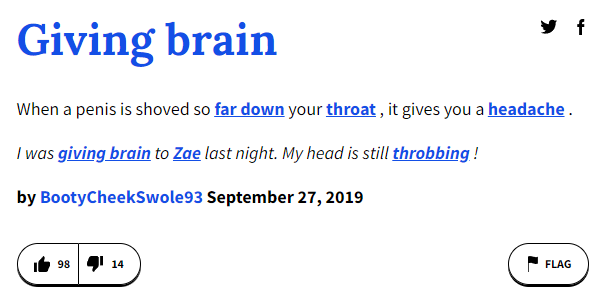 Giving brain
When a penis is shoved so far down your throat , it gives you a headache .
I was giving brain to Zae last night. My head is still throbbing !
by BootyCheekSwole93 September 27, 2019
98 14 FLAG